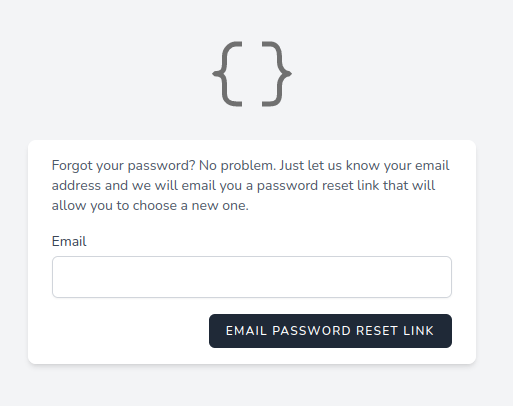 { }
Forgot your password? No problem. Just let us know your email
address and we will email you a password reset link that will
allow you to choose a new one.
Email
EMAIL PASSWORD RESET LINK